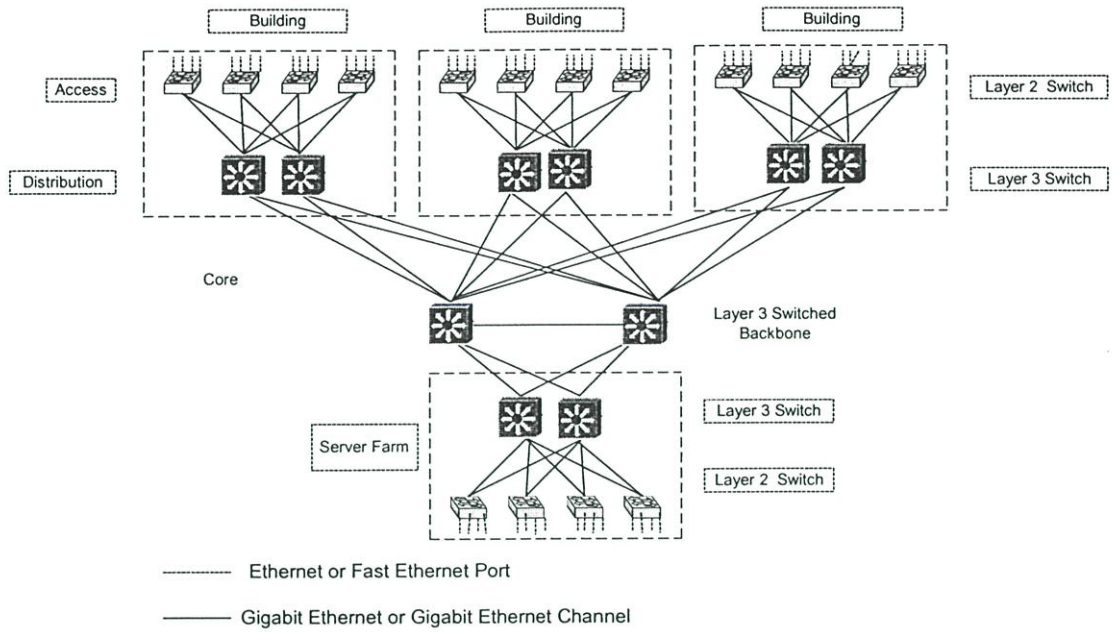 Building
Building
Building
Access
Layer 2 Switch
Distribution
Layer 3 Switch
Core
Layer 3 Switched
Backbone
Layer 3 Switch
Server Farm
Layer 2 Switch
Ethernet or Fast Ethernet Port
Gigabit Ethernet or Gigabit Ethernet Channel